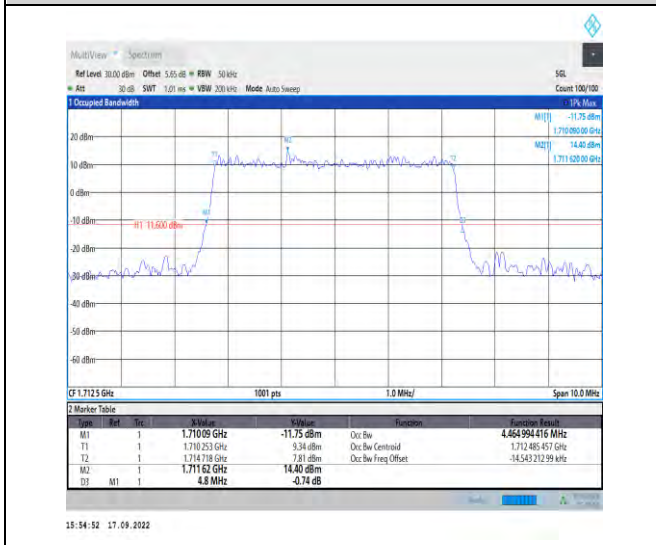 MultiView Spectrum
Ref Level 30.00 dBm Offset 5.65 dB RBW 50 kHz SGL
Att 30 dB SWT 1.01 ms VBW 200 kHz Mode Auto Sweep Count 100/100
1 Occupied Bandwidth 1Pk Max
M1[1] -11.75 dBm
1.710 090 00 GHz
M2[1] 14.40 dBm
1.711 620 00 GHz
20 dBm
M2
T1
T2
10 dBm
0 dBm
M1
-10 dBm
D3
H1 -11.600 dBm
-20 dBm
-30 dBm
-40 dBm
-50 dBm
-60 dBm
CF 1.712 5 GHz 1001 pts 1.0 MHz/ Span 10.0 MHz
2 Marker Table
Type Ref Trc X-Value Y-Value Function Function Result
M1 1 1.710 09 GHz -11.75 dBm Occ Bw 4.464 994 416 MHz
T1 1 1.710 253 GHz 9.34 dBm Occ Bw Centroid 1.712 485 457 GHz
T2 1 1.714 718 GHz 7.81 dBm Occ Bw Freq Offset -14.543 212 99 kHz
M2 1 1.711 62 GHz 14.40 dBm
D3 M1 1 4.8 MHz -0.74 dB
15:54:52 17.09.2022